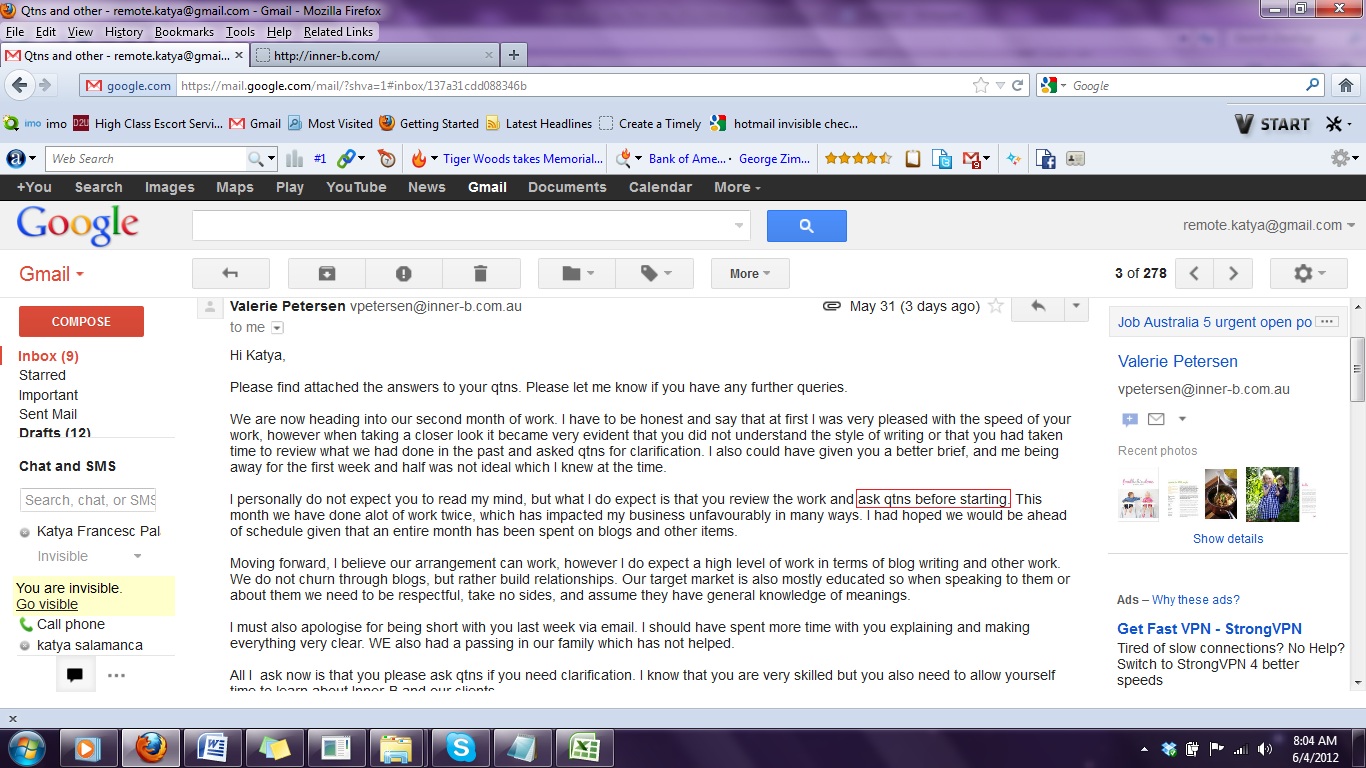 Qtns and other - remote.katya@gmail.com - Gmail - Mozilla Firefox
File Edit View History Bookmarks Tools Help Related Links
Qtns and other - remote.katya@gmai... http://inner-b.com/
google.com https://mail.google.com/mail/?shva=1#inbox/137a31cdd088346b Google
imo imo D2U High Class Escort Servi... Gmail Most Visited Getting Started Latest Headlines Create a Timely hotmail invisible chec... START
Web Search #1 Tiger Woods takes Memorial... Bank of Ame... · George Zim...
+You Search Images Maps Play YouTube News Gmail Documents Calendar More
Google remote.katya@gmail.com
Gmail More 3 of 278
COMPOSE
Inbox (9)
Starred
Important
Sent Mail
Drafts (12)
Chat and SMS
Search, chat, or SMS
Katya Francesc Pal
Invisible
You are invisible.
Go visible
Call phone
katya salamanca
Valerie Petersen vpetersen@inner-b.com.au May 31 (3 days ago)
to me
Hi Katya,
Please find attached the answers to your qtns. Please let me know if you have any further queries.
We are now heading into our second month of work. I have to be honest and say that at first I was very pleased with the speed of your
work, however when taking a closer look it became very evident that you did not understand the style of writing or that you had taken
time to review what we had done in the past and asked qtns for clarification. I also could have given you a better brief, and me being
away for the first week and half was not ideal which I knew at the time.
I personally do not expect you to read my mind, but what I do expect is that you review the work and ask qtns before starting. This
month we have done alot of work twice, which has impacted my business unfavourably in many ways. I had hoped we would be ahead
of schedule given that an entire month has been spent on blogs and other items.
Moving forward, I believe our arrangement can work, however I do expect a high level of work in terms of blog writing and other work.
We do not churn through blogs, but rather build relationships. Our target market is also mostly educated so when speaking to them or
about them we need to be respectful, take no sides, and assume they have general knowledge of meanings.
I must also apologise for being short with you last week via email. I should have spent more time with you explaining and making
everything very clear. WE also had a passing in our family which has not helped.
All I ask now is that you please ask qtns if you need clarification. I know that you are very skilled but you also need to allow yourself
time to learn about Inner B and our clients
Job Australia 5 urgent open po
Valerie Petersen
vpetersen@inner-b.com.au
Recent photos
Show details
Ads – Why these ads?
Get Fast VPN - StrongVPN
Tired of slow connections? No Help?
Switch to StrongVPN 4 better
speeds
8:04 AM
6/4/2012